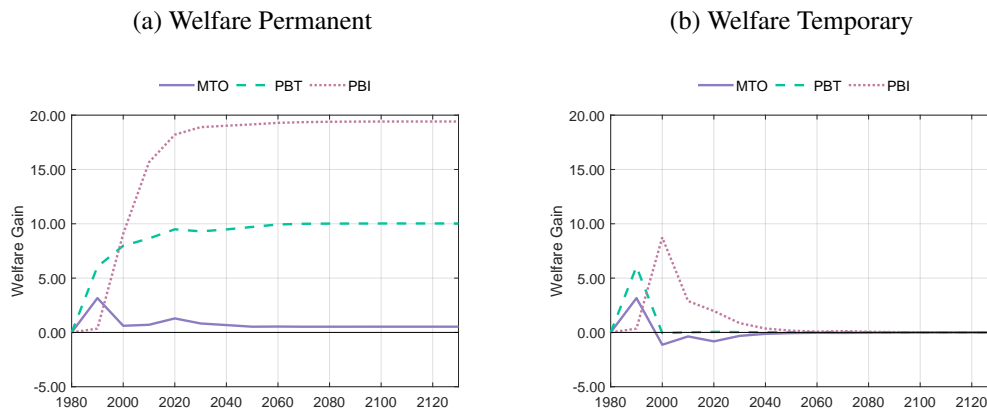 (a) Welfare Permanent
MTO PBT PBI
Welfare Gain
20.00
15.00
10.00
5.00
0.00
-5.00
1980 2000 2020 2040 2060 2080 2100 2120
(b) Welfare Temporary
MTO PBT PBI
Welfare Gain
20.00
15.00
10.00
5.00
0.00
-5.00
1980 2000 2020 2040 2060 2080 2100 2120